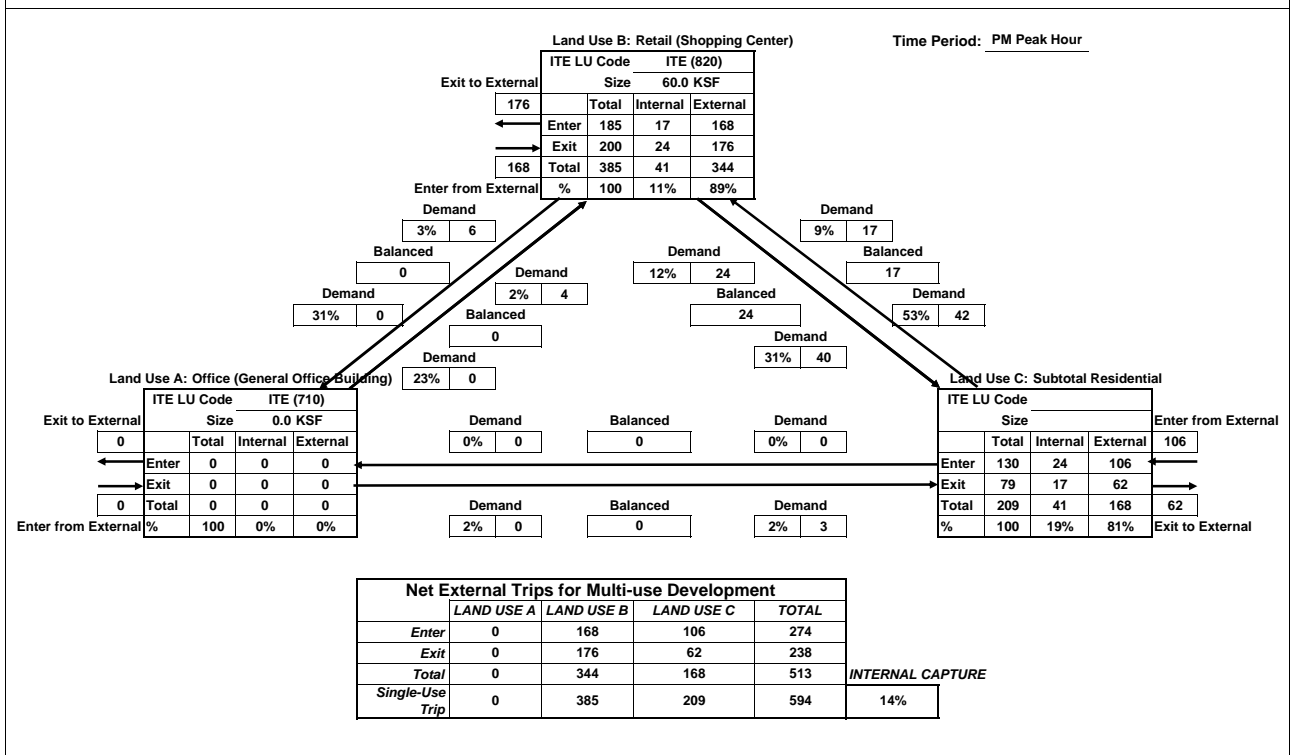 Land Use B: Retail (Shopping Center)
Time Period: PM Peak Hour
ITE LU Code ITE (820)
Exit to External Size 60.0 KSF
176 Total Internal External
Enter 185 17 168
Exit 200 24 176
168 Total 385 41 344
Enter from External % 100 11% 89%
Demand Demand
3% 6 9% 17
Balanced Demand Balanced
0 12% 24 17
Demand
2% 4
Demand Balanced Demand
31% 0 24 53% 42
Balanced
0
Demand
31% 40
Demand
23% 0
Land Use A: Office (General Office Building)
ITE LU Code ITE (710)
Exit to External Size 0.0 KSF
0 Total Internal External
Enter 0 0 0
Exit 0 0 0
0 Total 0 0 0
Enter from External % 100 0% 0%
Demand Balanced Demand
0% 0 0 0% 0
Demand Balanced Demand
2% 0 0 2% 3
Land Use C: Subtotal Residential
ITE LU Code
Size Enter from External
Total Internal External 106
Enter 130 24 106
Exit 79 17 62
Total 209 41 168 62
% 100 19% 81% Exit to External
Net External Trips for Multi-use Development
LAND USE A LAND USE B LAND USE C TOTAL
Enter 0 168 106 274
Exit 0 176 62 238
Total 0 344 168 513 INTERNAL CAPTURE
Single-Use
Trip 0 385 209 594 14%